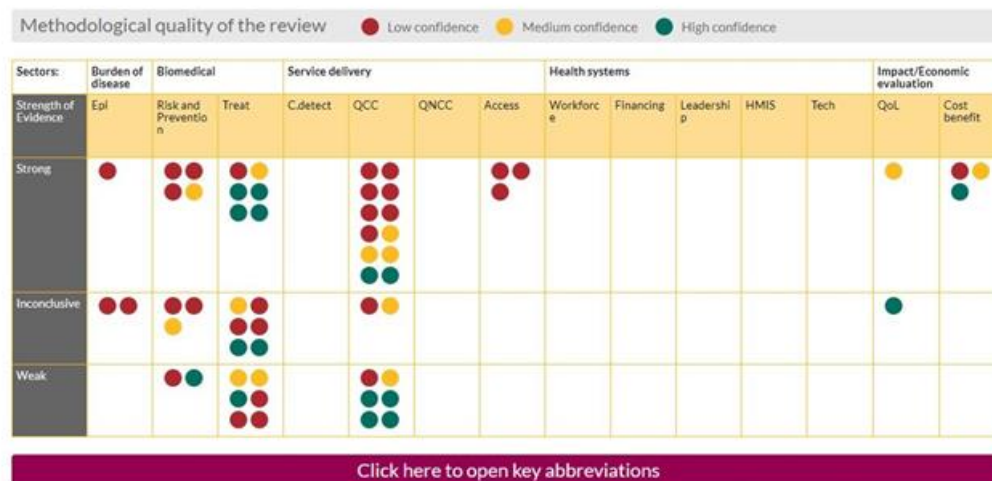 Methodological quality of the review Low confidence Medium confidence High confidence
Sectors: Burden of disease Biomedical Service delivery Health systems Impact/Economic evaluation
Strength of Evidence Epi Risk and Preventio n Treat C.detect QCC QNCC Access Workforc e Financing Leadershi p HMIS Tech QoL Cost benefit
Strong
Inconclusive
Weak
Click here to open key abbreviations